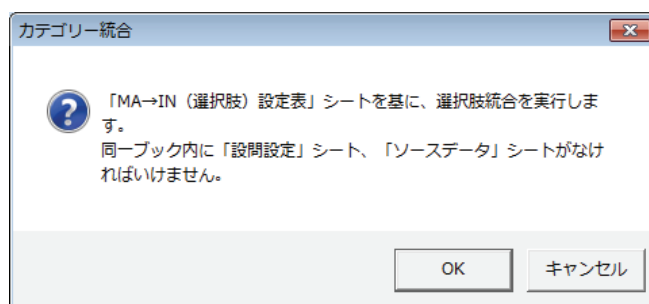 カテゴリー統合
「MA→IN（選択肢）設定表」シートを基に、選択肢統合を実行しま
す。
同一ブック内に「設問設定」シート、「ソースデータ」シートがなけ
ればいけません。
OK
キャンセル